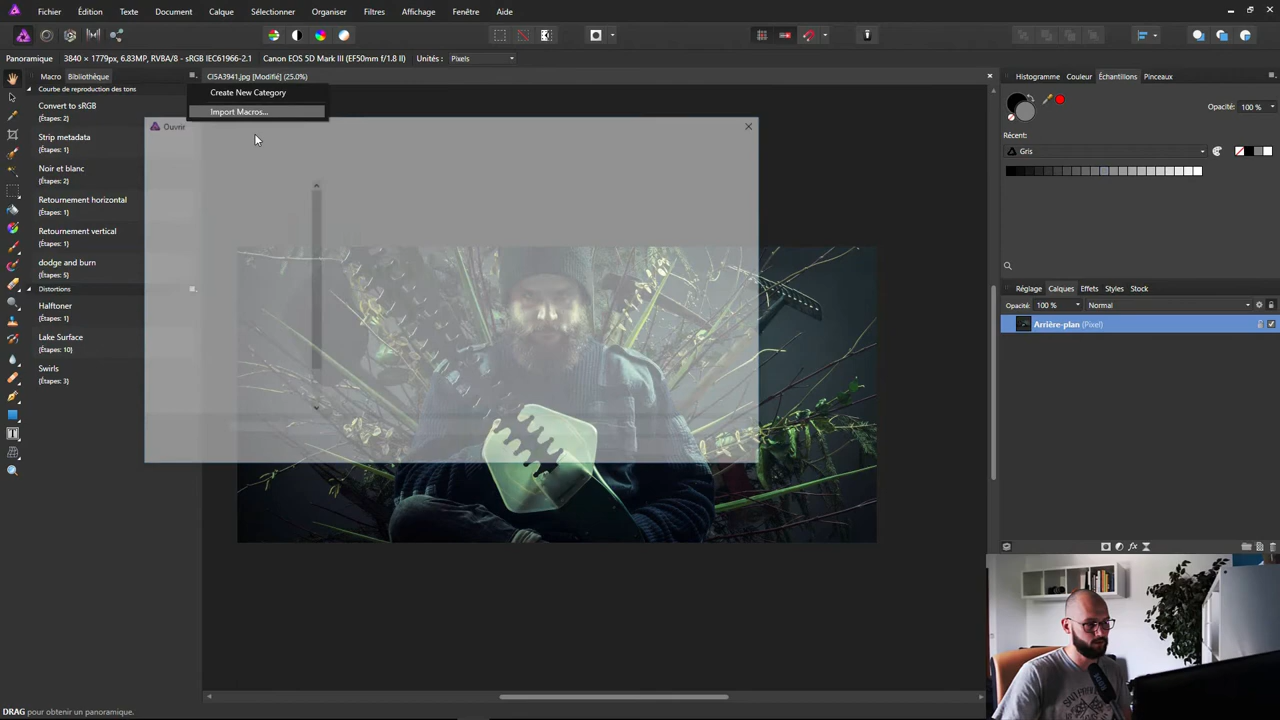 Fichier Édition Texte Document Calque Sélectionner Organiser Filtres Affichage Fenêtre Aide
Panoramique 3840 × 1779px, 6.83MP, RVBA/8 - sRGB IEC61966-2.1 Canon EOS 5D Mark III (EF50mm f/1.8 II) Unités : Pixels
Macro Bibliothèque
CI5A3941.jpg [Modifié] (25.0%)
Create New Category
Import Macros...
Ouvrir
Courbe de reproduction des tons
Convert to sRGB
(Étapes: 2)
Strip metadata
(Étapes: 1)
Noir et blanc
(Étapes: 2)
Retournement horizontal
(Étapes: 1)
Retournement vertical
(Étapes: 1)
dodge and burn
(Étapes: 5)
Distortions
Halftoner
(Étapes: 1)
Lake Surface
(Étapes: 10)
Swirls
(Étapes: 3)
Histogramme Couleur Échantillons Pinceaux
Opacité: 100 %
Récent:
Gris
Réglage Calques Effets Styles Stock
Opacité: 100 % Normal
Arrière-plan (Pixel)
DRAG pour obtenir un panoramique.